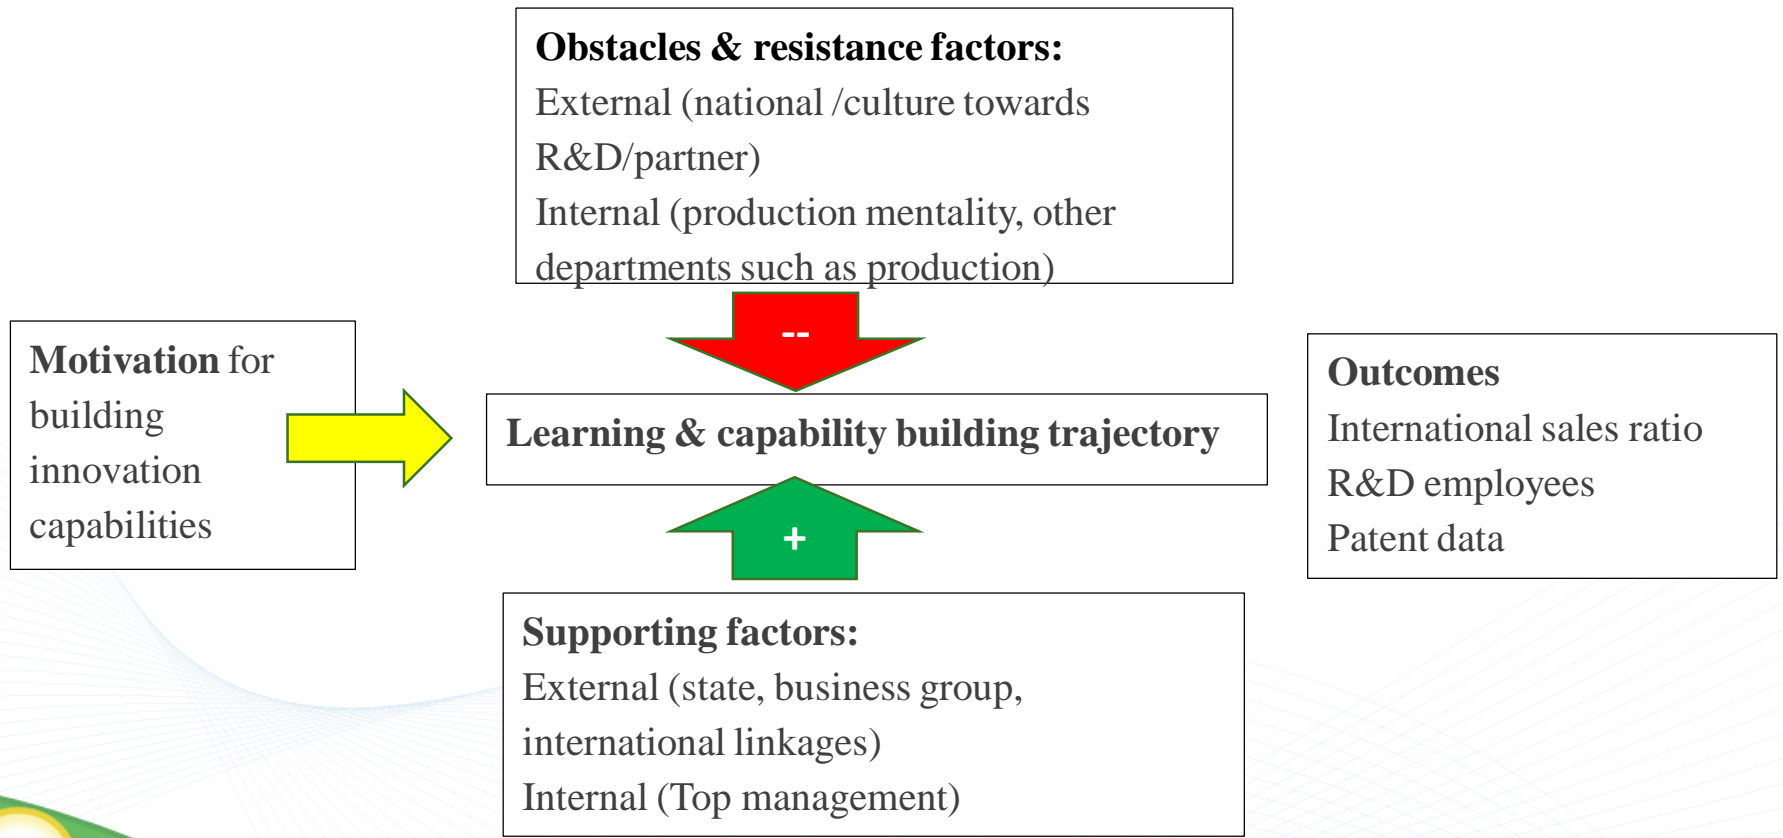 Obstacles & resistance factors:
External (national /culture towards
R&D/partner)
Internal (production mentality, other
departments such as production)
--
Motivation for
building
innovation
capabilities
Learning & capability building trajectory
Outcomes
International sales ratio
R&D employees
Patent data
+
Supporting factors:
External (state, business group,
international linkages)
Internal (Top management)